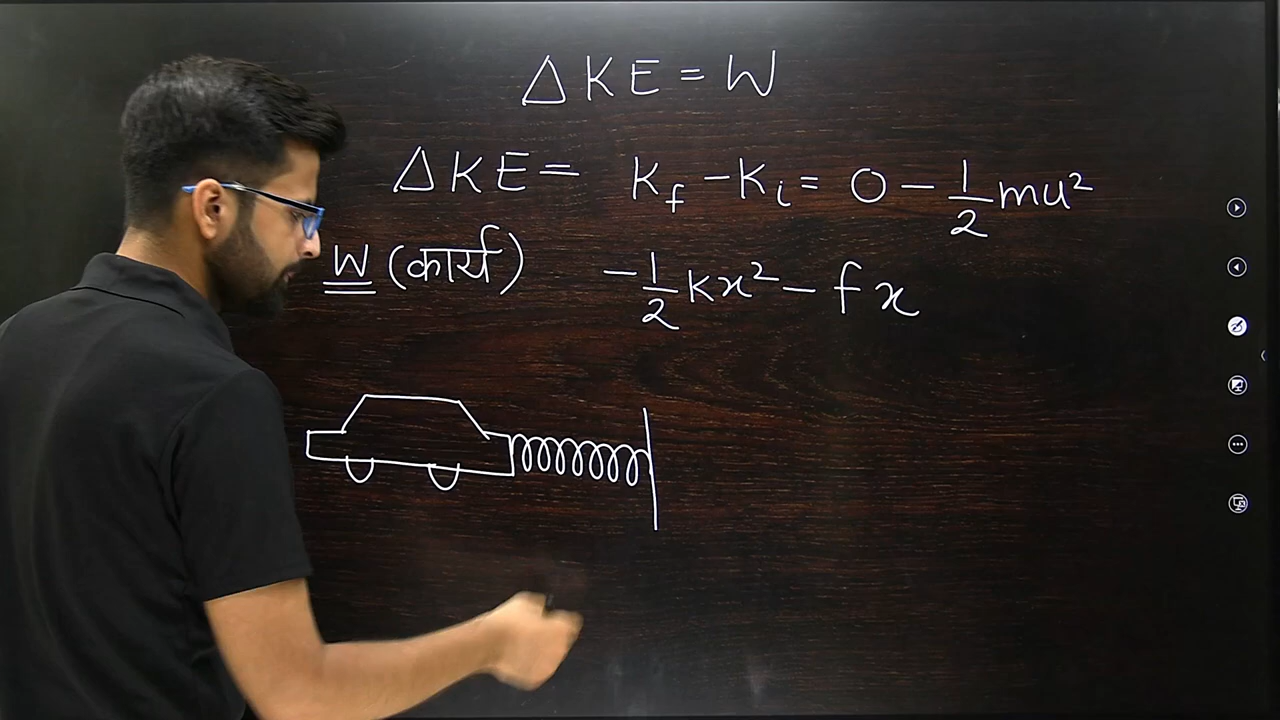 ΔKE = W
ΔKE = K_f - K_i = 0 - 1/2 mu²
W (कार्य) -1/2 kx² - fx